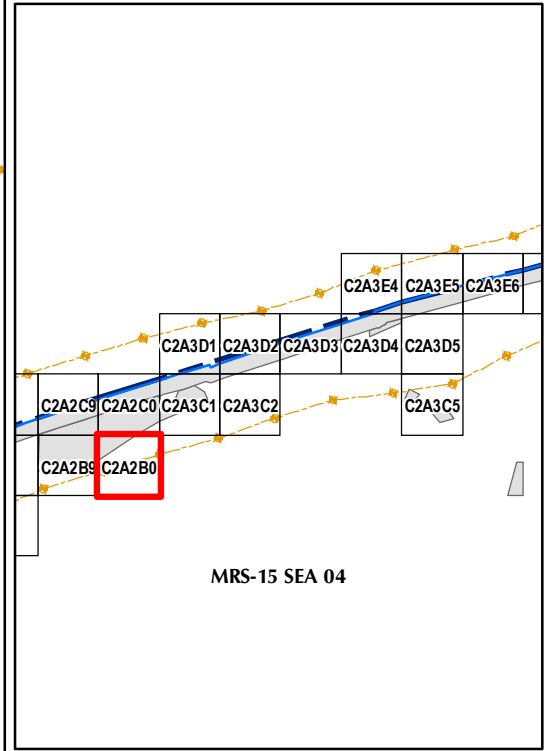 C2A3E4 C2A3E5 C2A3E6
C2A3D1 C2A3D2 C2A3D3 C2A3D4 C2A3D5
C2A2C9 C2A2C0 C2A3C1 C2A3C2 C2A3C5
C2A2B9 C2A2B0
MRS-15 SEA 04